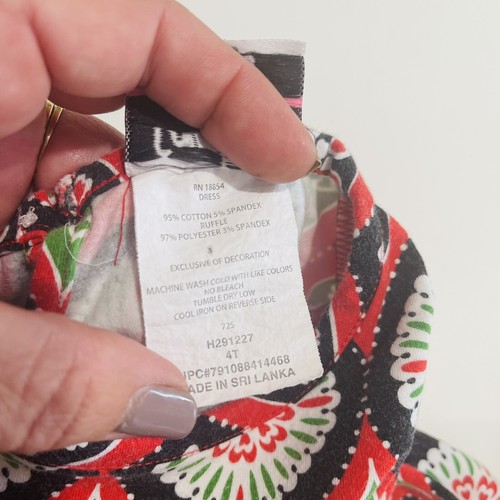 RN 18654
DRESS
95% COTTON 5% SPANDEX
RUFFLE
97% POLYESTER 3% SPANDEX
EXCLUSIVE OF DECORATION
MACHINE WASH COLD WITH LIKE COLORS
NO BLEACH
TUMBLE DRY LOW
COOL IRON ON REVERSE SIDE
725
H291227
4T
UPC#791088414468
MADE IN SRI LANKA